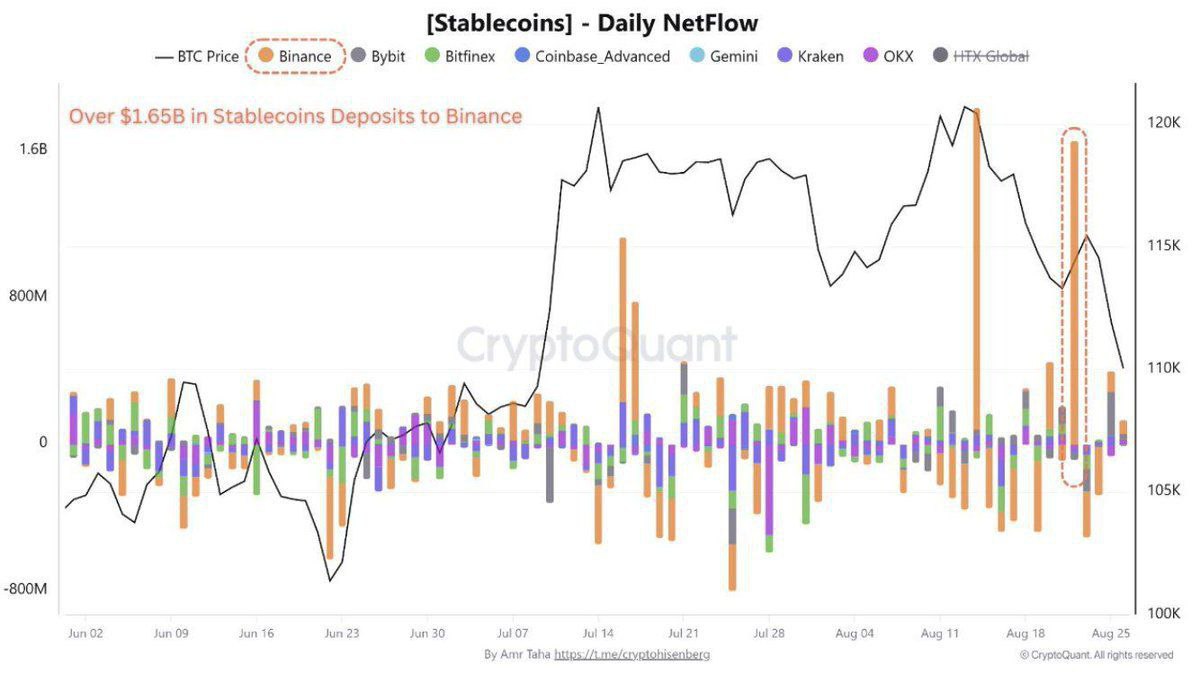 [Stablecoins] - Daily NetFlow
BTC Price Binance Bybit Bitfinex Coinbase_Advanced Gemini Kraken OKX HTX Global
Over $1.65B in Stablecoins Deposits to Binance
1.6B
800M
0
-800M
120K
115K
110K
105K
100K
CryptoQuant
Jun 02 Jun 09 Jun 16 Jun 23 Jun 30 Jul 07 Jul 14 Jul 21 Jul 28 Aug 04 Aug 11 Aug 18 Aug 25
By Amr Taha https://t.me/cryptohisenberg
© CryptoQuant. All rights reserved